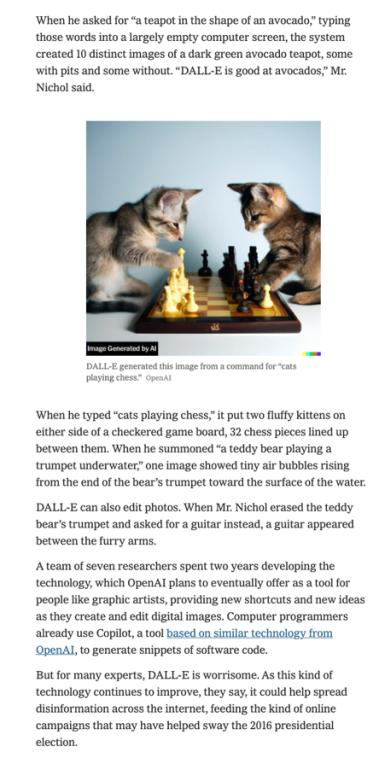 When he asked for “a teapot in the shape of an avocado,” typing
those words into a largely empty computer screen, the system
created 10 distinct images of a dark green avocado teapot, some
with pits and some without. “DALL-E is good at avocados,” Mr.
Nichol said.
Image Generated by AI
DALL-E generated this image from a command for “cats
playing chess.” OpenAI
When he typed “cats playing chess,” it put two fluffy kittens on
either side of a checkered game board, 32 chess pieces lined up
between them. When he summoned “a teddy bear playing a
trumpet underwater,” one image showed tiny air bubbles rising
from the end of the bear’s trumpet toward the surface of the water.
DALL-E can also edit photos. When Mr. Nichol erased the teddy
bear’s trumpet and asked for a guitar instead, a guitar appeared
between the furry arms.
A team of seven researchers spent two years developing the
technology, which OpenAI plans to eventually offer as a tool for
people like graphic artists, providing new shortcuts and new ideas
as they create and edit digital images. Computer programmers
already use Copilot, a tool based on similar technology from
OpenAI, to generate snippets of software code.
But for many experts, DALL-E is worrisome. As this kind of
technology continues to improve, they say, it could help spread
disinformation across the internet, feeding the kind of online
campaigns that may have helped sway the 2016 presidential
election.